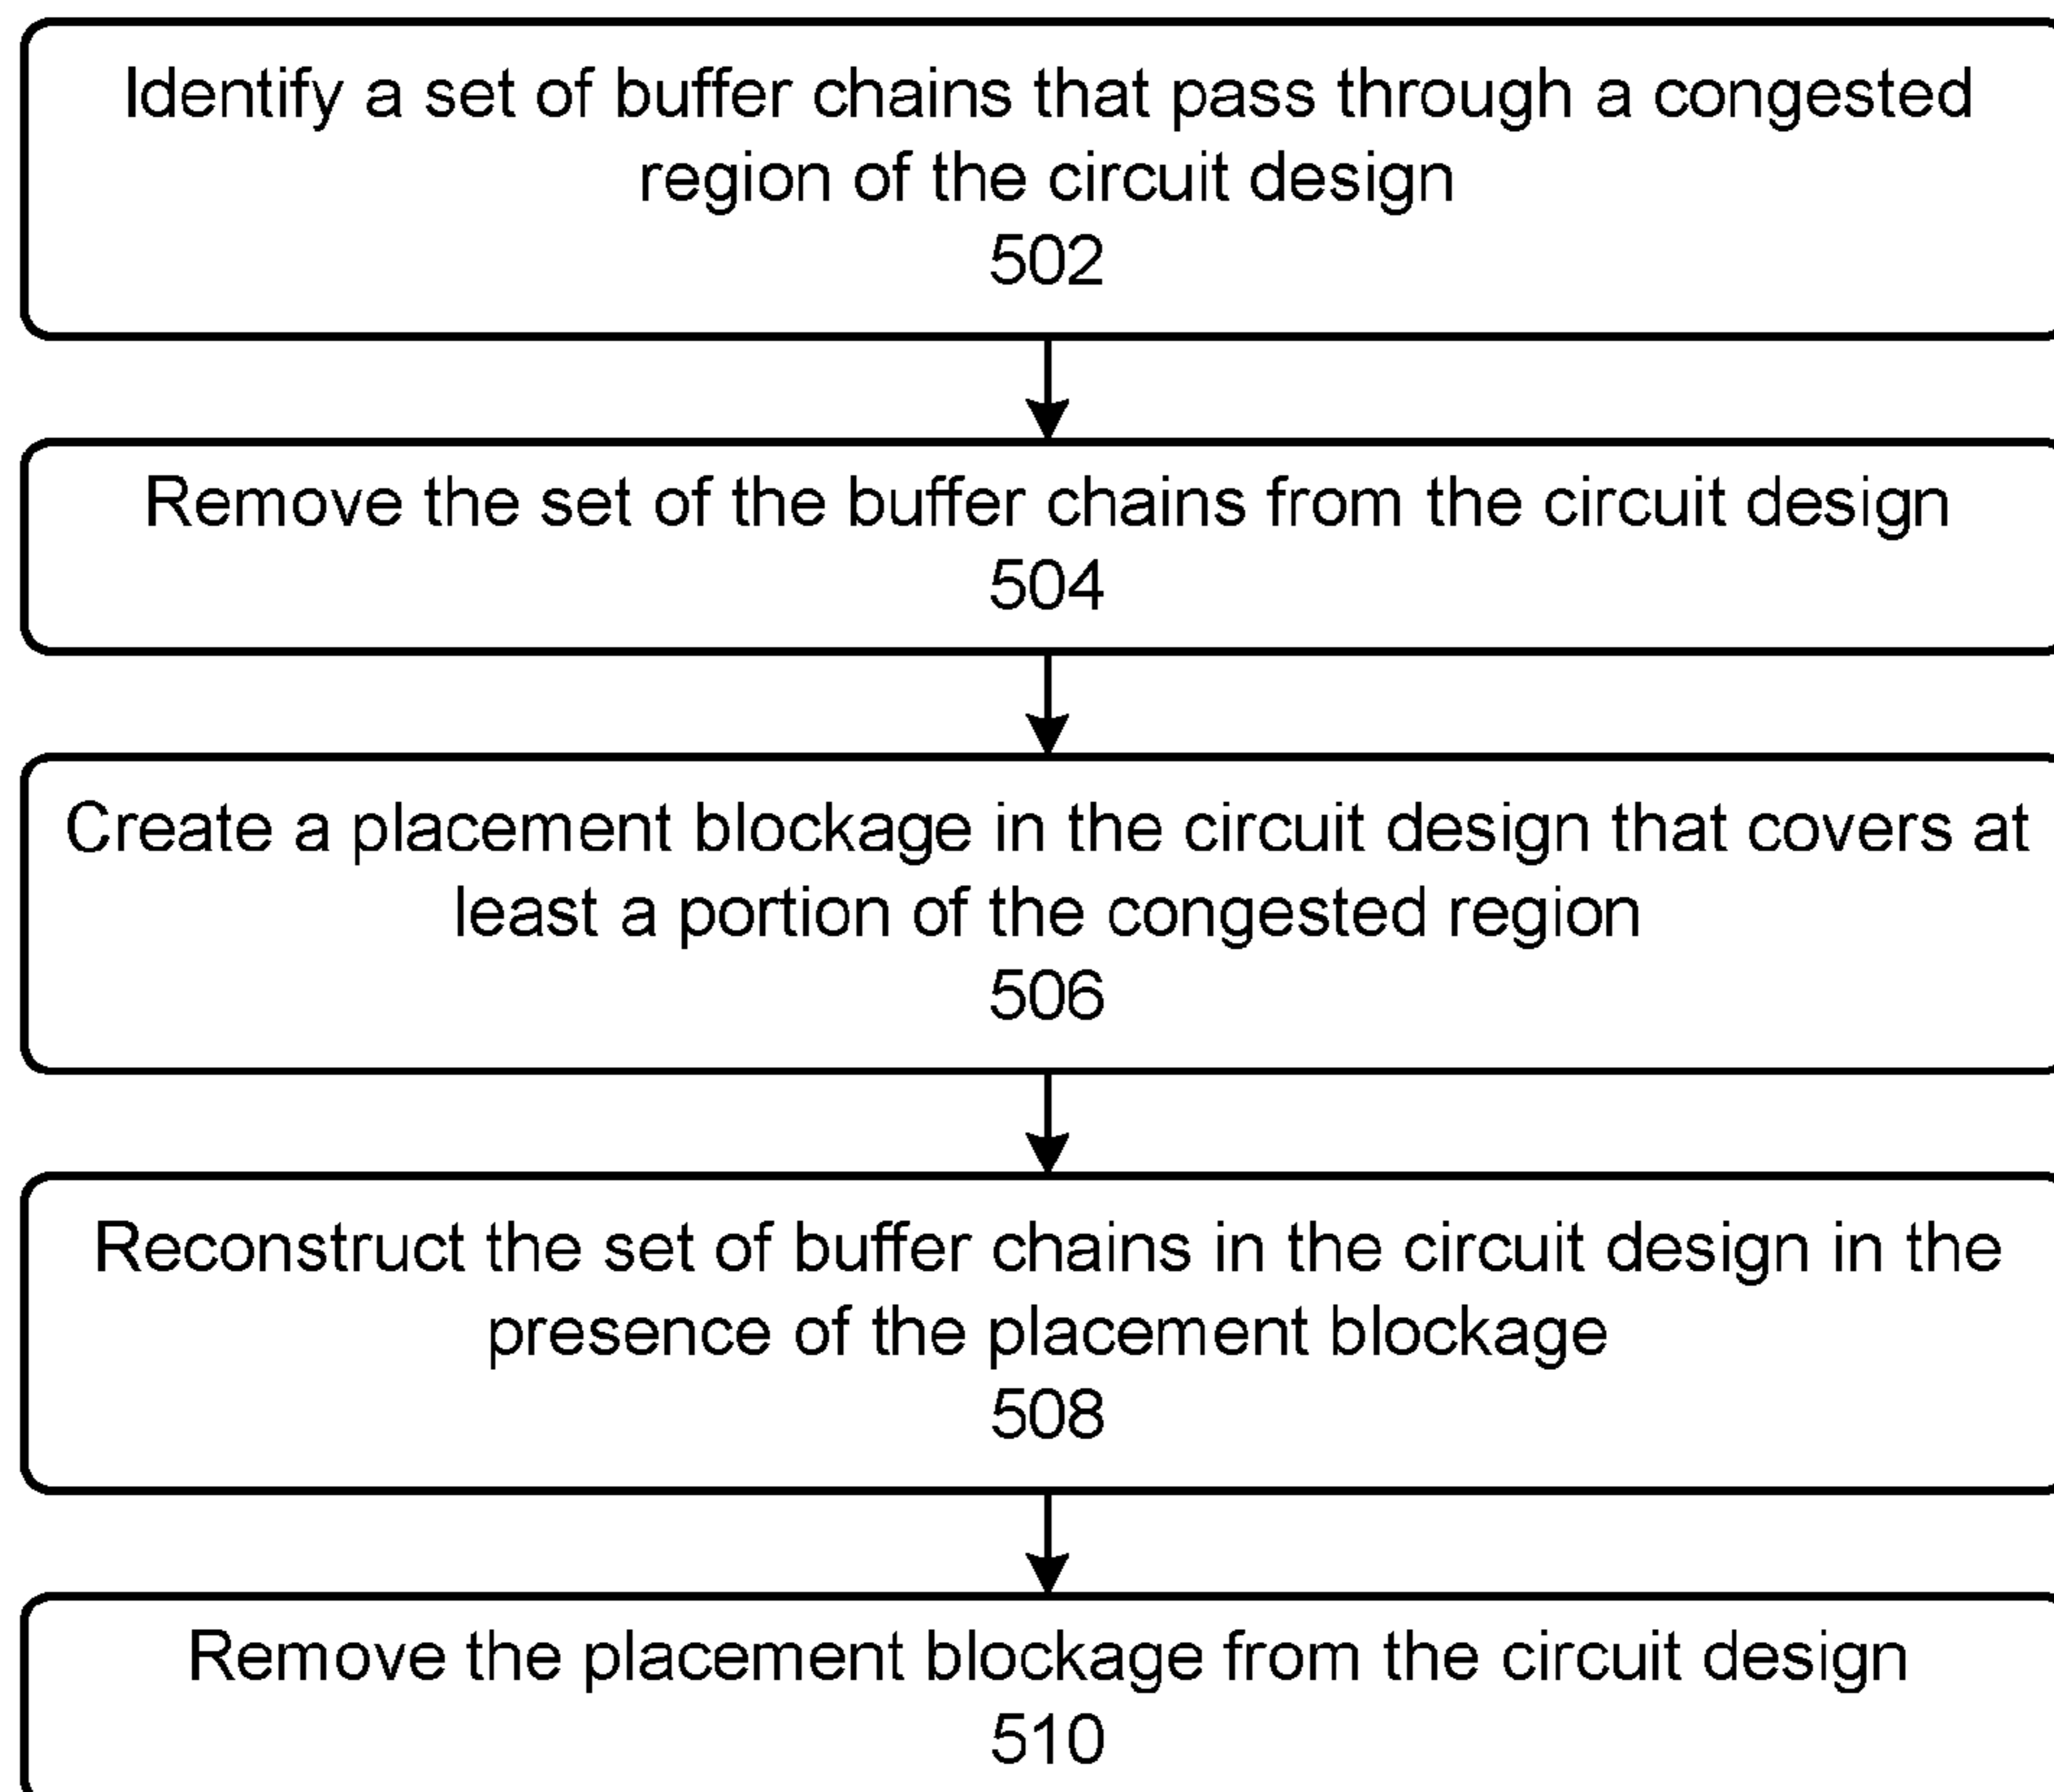 Identify a set of buffer chains that pass through a congested
region of the circuit design
502
Remove the set of the buffer chains from the circuit design
504
Create a placement blockage in the circuit design that covers at
least a portion of the congested region
506
Reconstruct the set of buffer chains in the circuit design in the
presence of the placement blockage
508
Remove the placement blockage from the circuit design
510